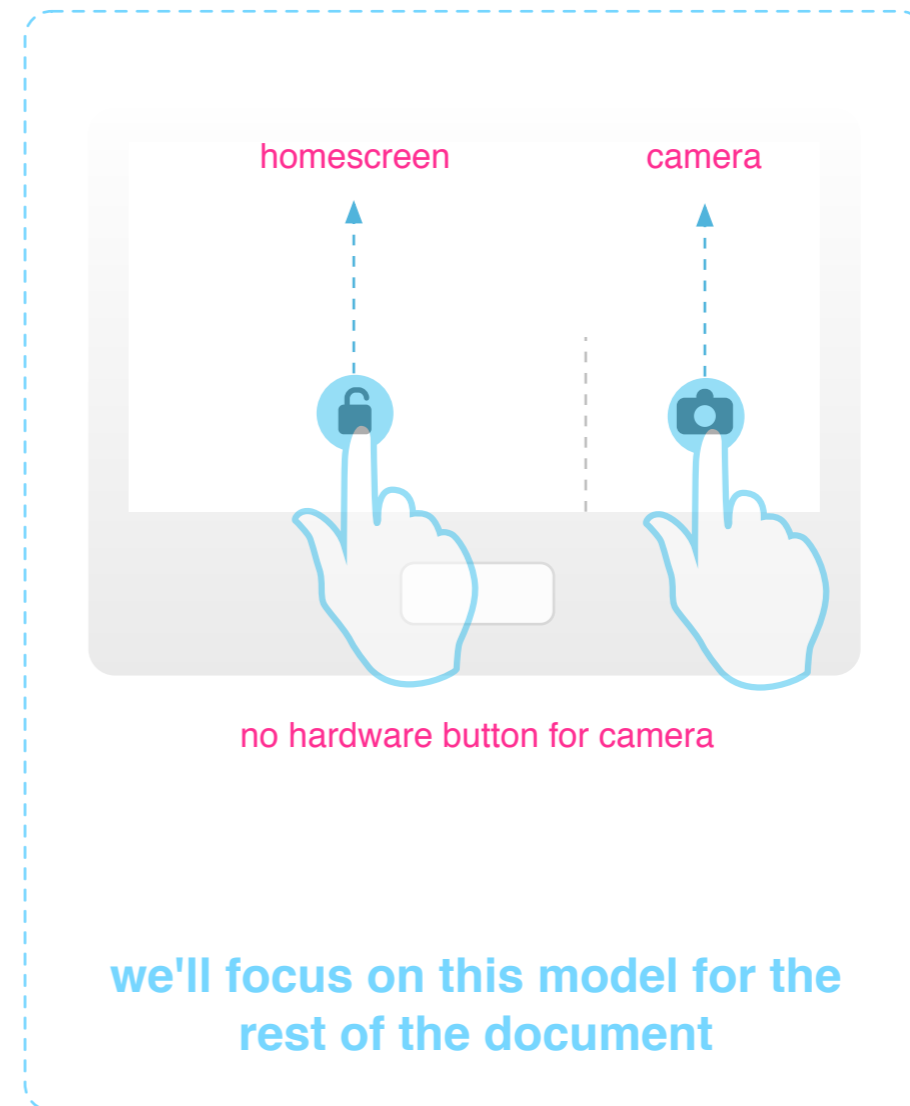 homescreen
camera
no hardware button for camera
we'll focus on this model for the
rest of the document